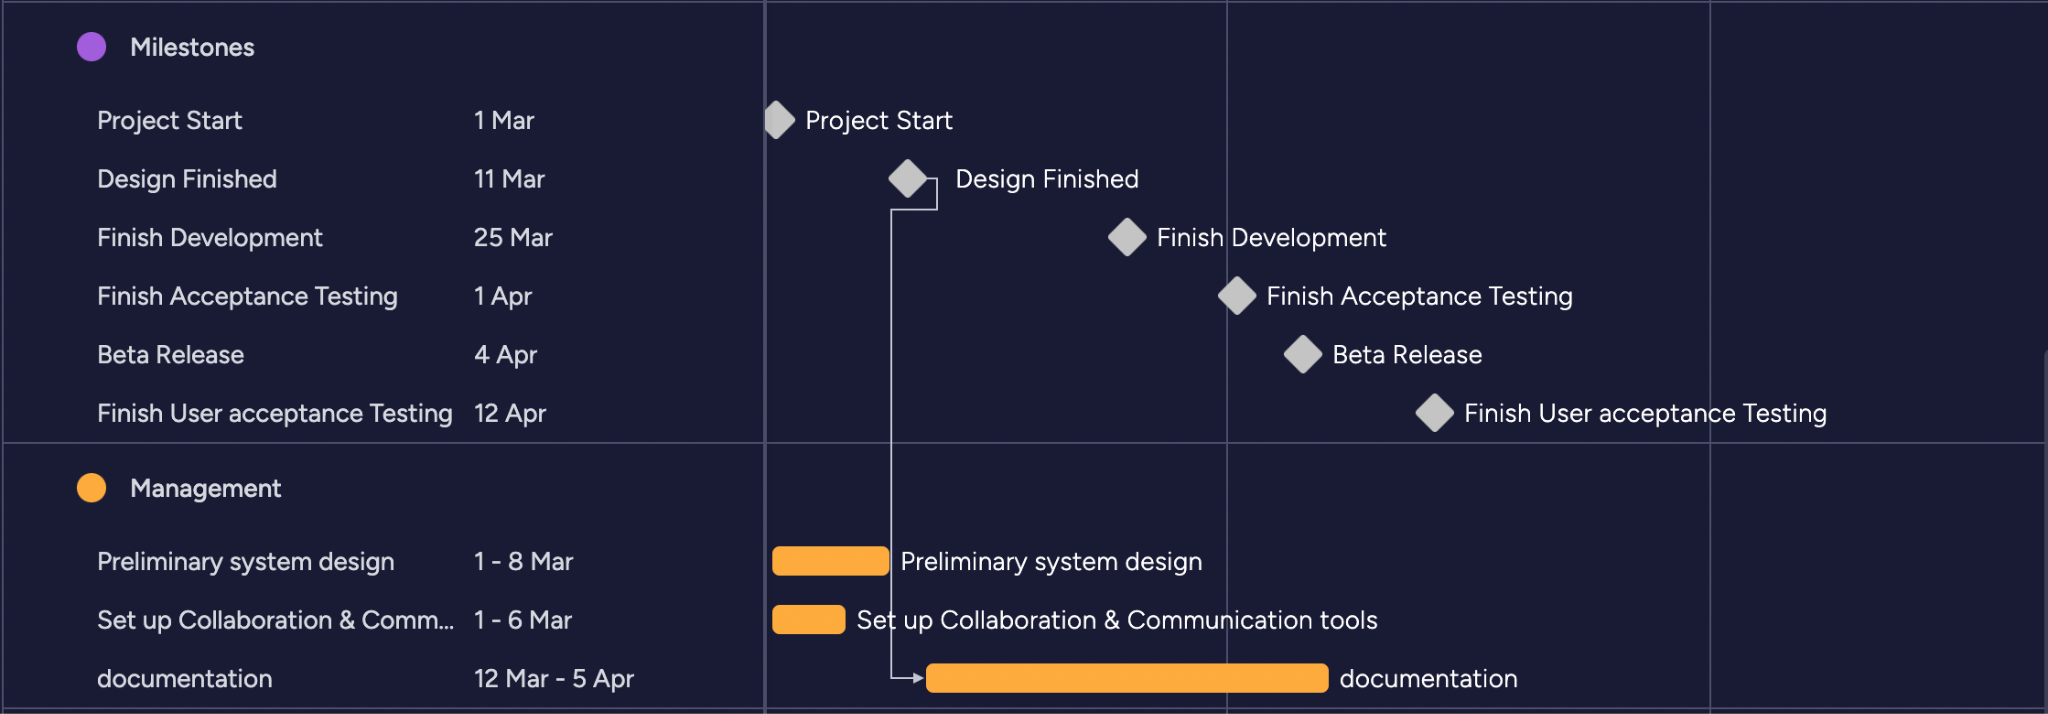 Milestones
Project Start 1 Mar Project Start
Design Finished 11 Mar Design Finished
Finish Development 25 Mar Finish Development
Finish Acceptance Testing 1 Apr Finish Acceptance Testing
Beta Release 4 Apr Beta Release
Finish User acceptance Testing 12 Apr Finish User acceptance Testing
Management
Preliminary system design 1 - 8 Mar Preliminary system design
Set up Collaboration & Comm... 1 - 6 Mar Set up Collaboration & Communication tools
documentation 12 Mar - 5 Apr documentation